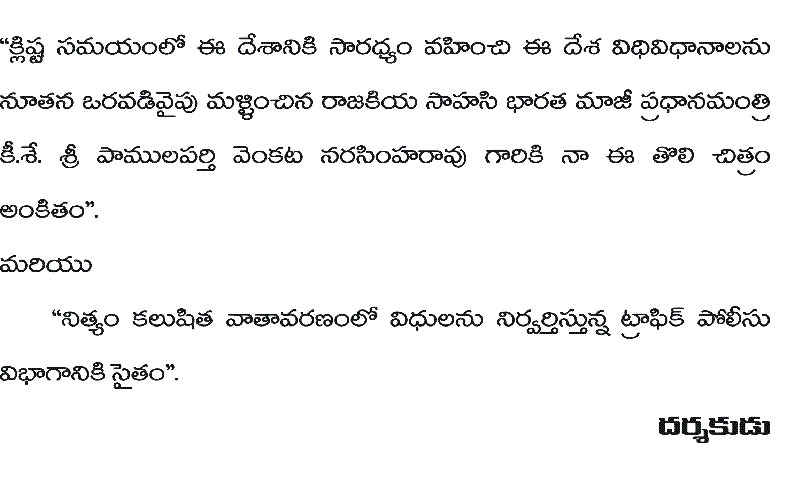 “క్లిష్ట సమయంలో ఈ దేశానికి సారధ్యం వహించి ఈ దేశ విధివిధానాలను
నూతన ఒరవడివైపు మళ్ళించిన రాజకీయ సాహసి భారత మాజీ ప్రధానమంత్రి
కీ.శే. శ్రీ పాములపర్తి వెంకట నరసింహరావు గారికి నా ఈ తొలి చిత్రం
అంకితం”.
మరియు
“నిత్యం కలుషిత వాతావరణంలో విధులను నిర్వర్తిస్తున్న ట్రాఫిక్ పోలీసు
విభాగానికి సైతం”.
దర్శకుడు